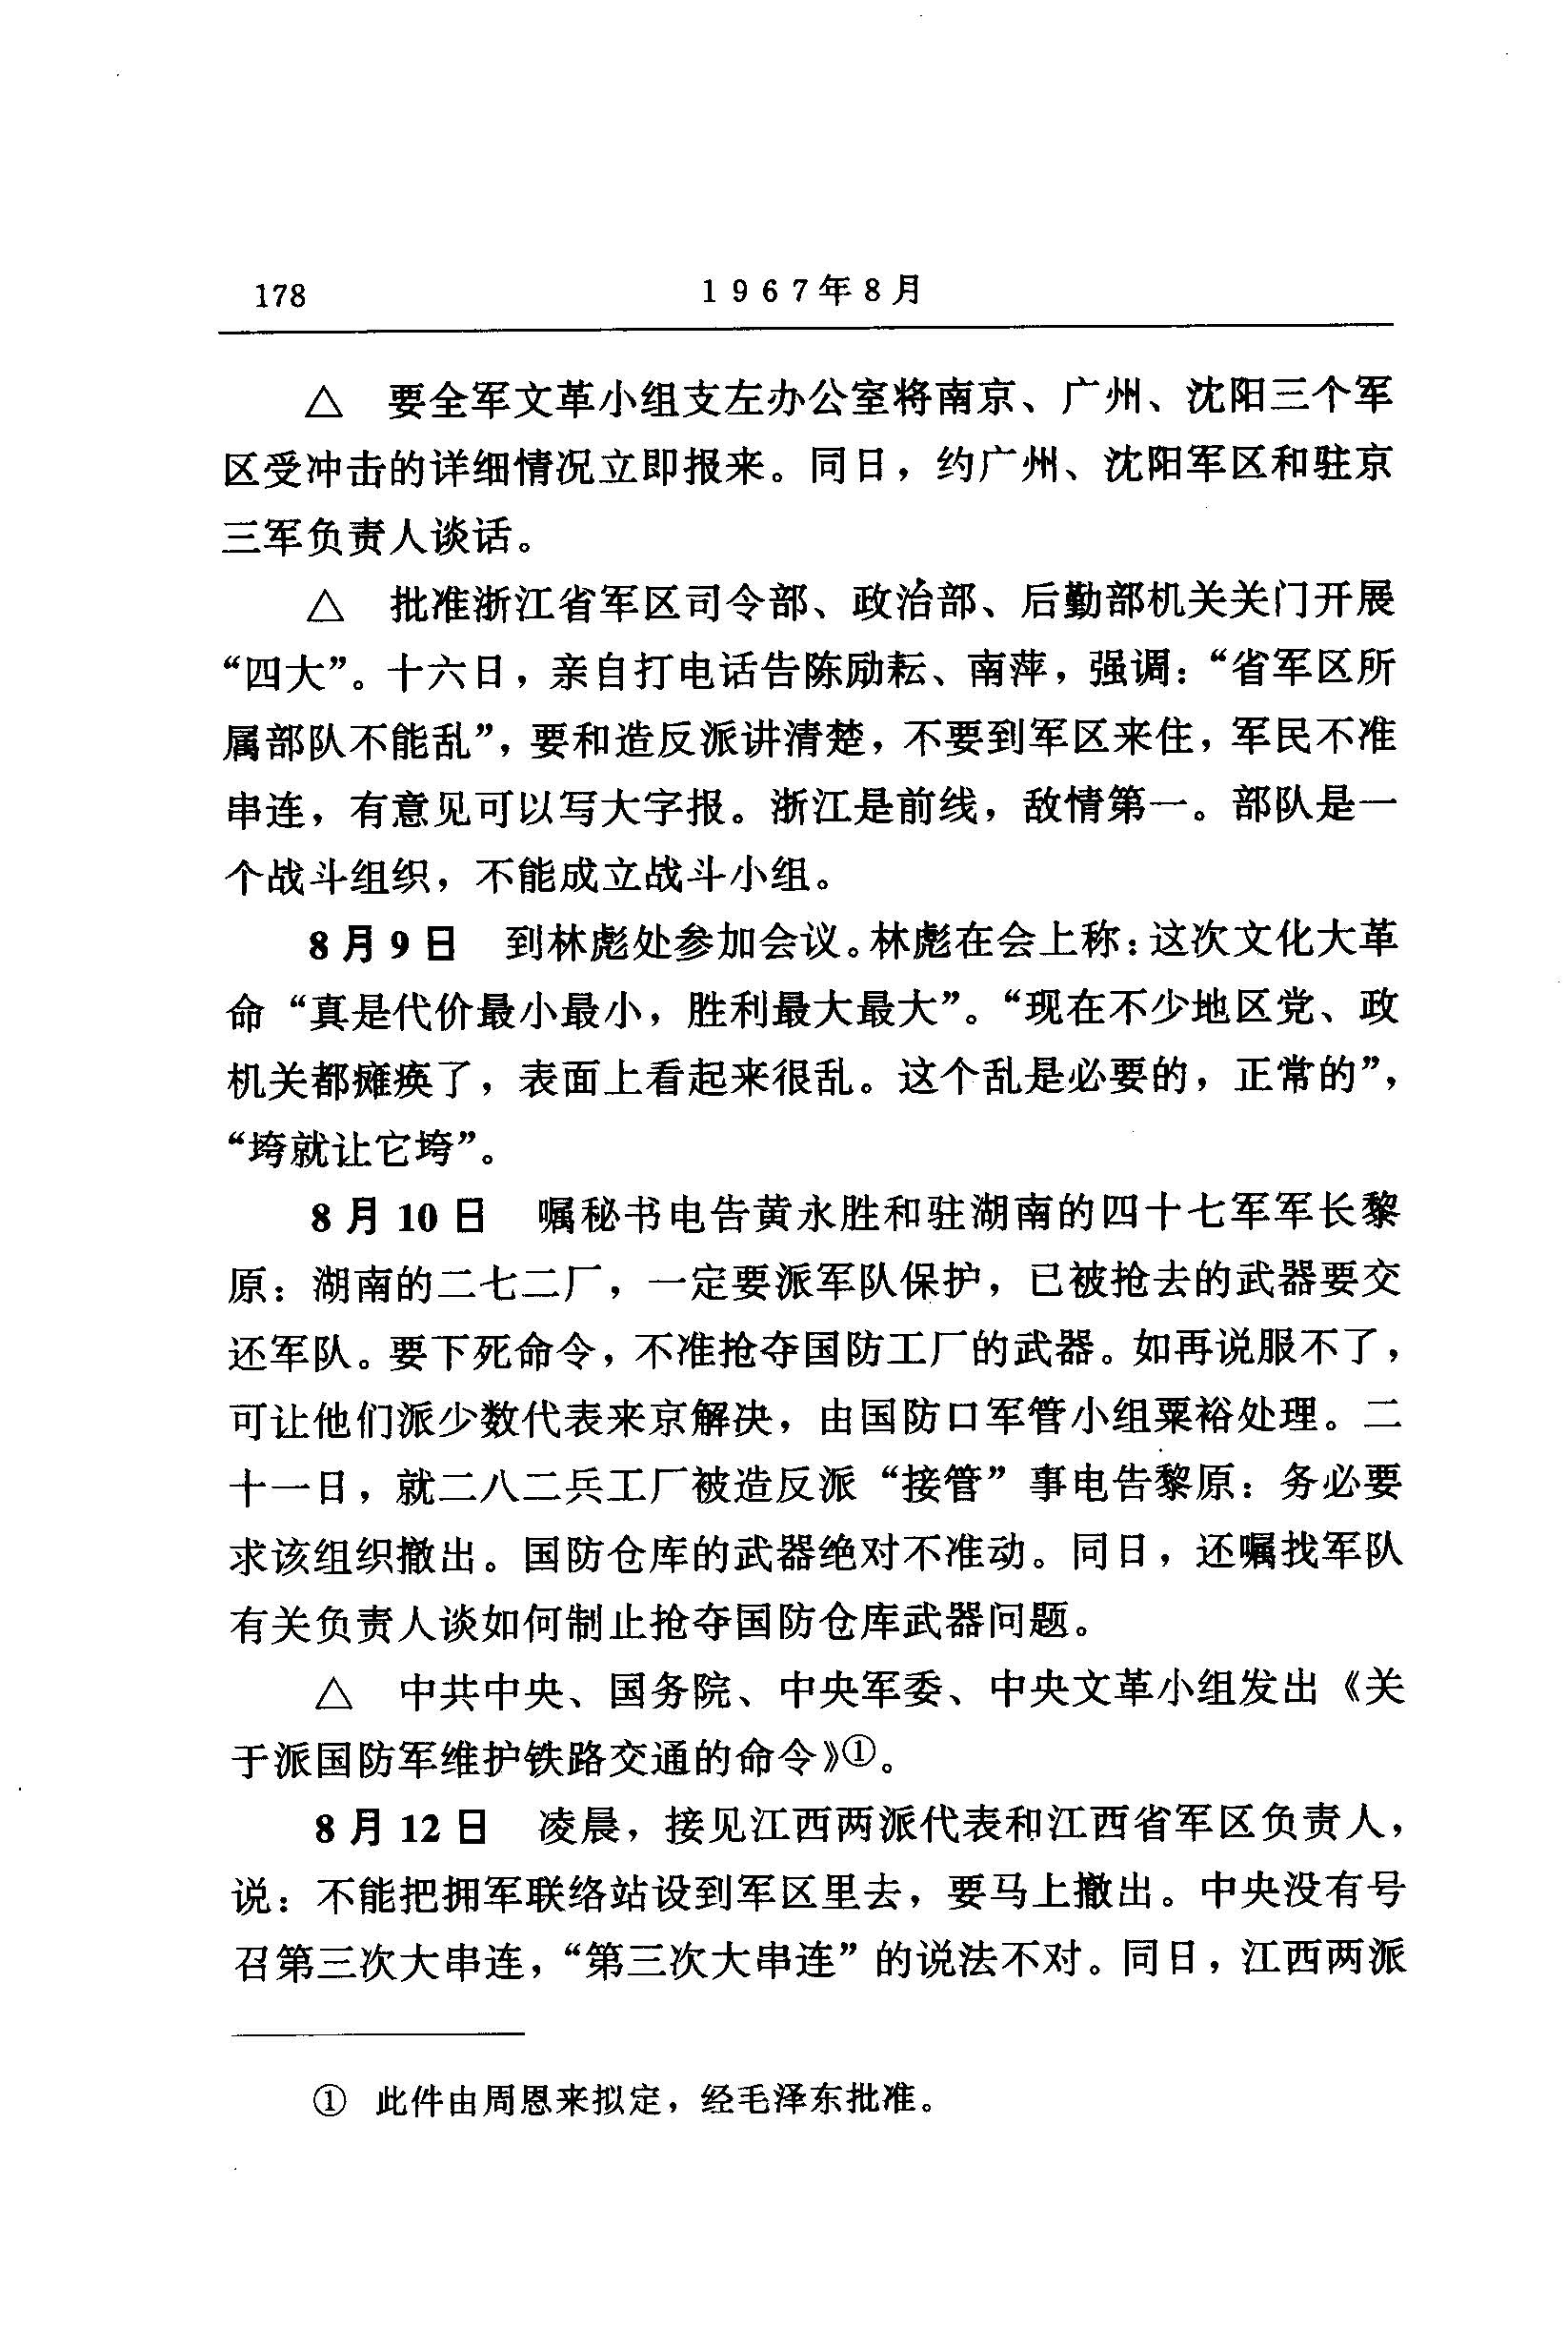 178
1967年8月
△ 要全军文革小组支左办公室将南京、广州、沈阳三个军
区受冲击的详细情况立即报来。同日，约广州、沈阳军区和驻京
三军负责人谈话。
△ 批准浙江省军区司令部、政治部、后勤部机关关门开展
“四大”。十六日，亲自打电话告陈励耘、南萍，强调：“省军区所
属部队不能乱”，要和造反派讲清楚，不要到军区来住，军民不准
串连，有意见可以写大字报。浙江是前线，敌情第一。部队是一
个战斗组织，不能成立战斗小组。
8月9日 到林彪处参加会议。林彪在会上称：这次文化大革
命“真是代价最小最小，胜利最大最大”。“现在不少地区党、政
机关都瘫痪了，表面上看起来很乱。这个乱是必要的，正常的”，
“垮就让它垮”。
8月10日 嘱秘书电告黄永胜和驻湖南的四十七军军长黎
原：湖南的二七二厂，一定要派军队保护，已被抢去的武器要交
还军队。要下死命令，不准抢夺国防工厂的武器。如再说服不了，
可让他们派少数代表来京解决，由国防口军管小组粟裕处理。二
十一日，就二八二兵工厂被造反派“接管”事电告黎原：务必要
求该组织撤出。国防仓库的武器绝对不准动。同日，还嘱找军队
有关负责人谈如何制止抢夺国防仓库武器问题。
△ 中共中央、国务院、中央军委、中央文革小组发出《关
于派国防军维护铁路交通的命令》①。
8月12日 凌晨，接见江西两派代表和江西省军区负责人，
说：不能把拥军联络站设到军区里去，要马上撤出。中央没有号
召第三次大串连，“第三次大串连”的说法不对。同日，江西两派
① 此件由周恩来拟定，经毛泽东批准。